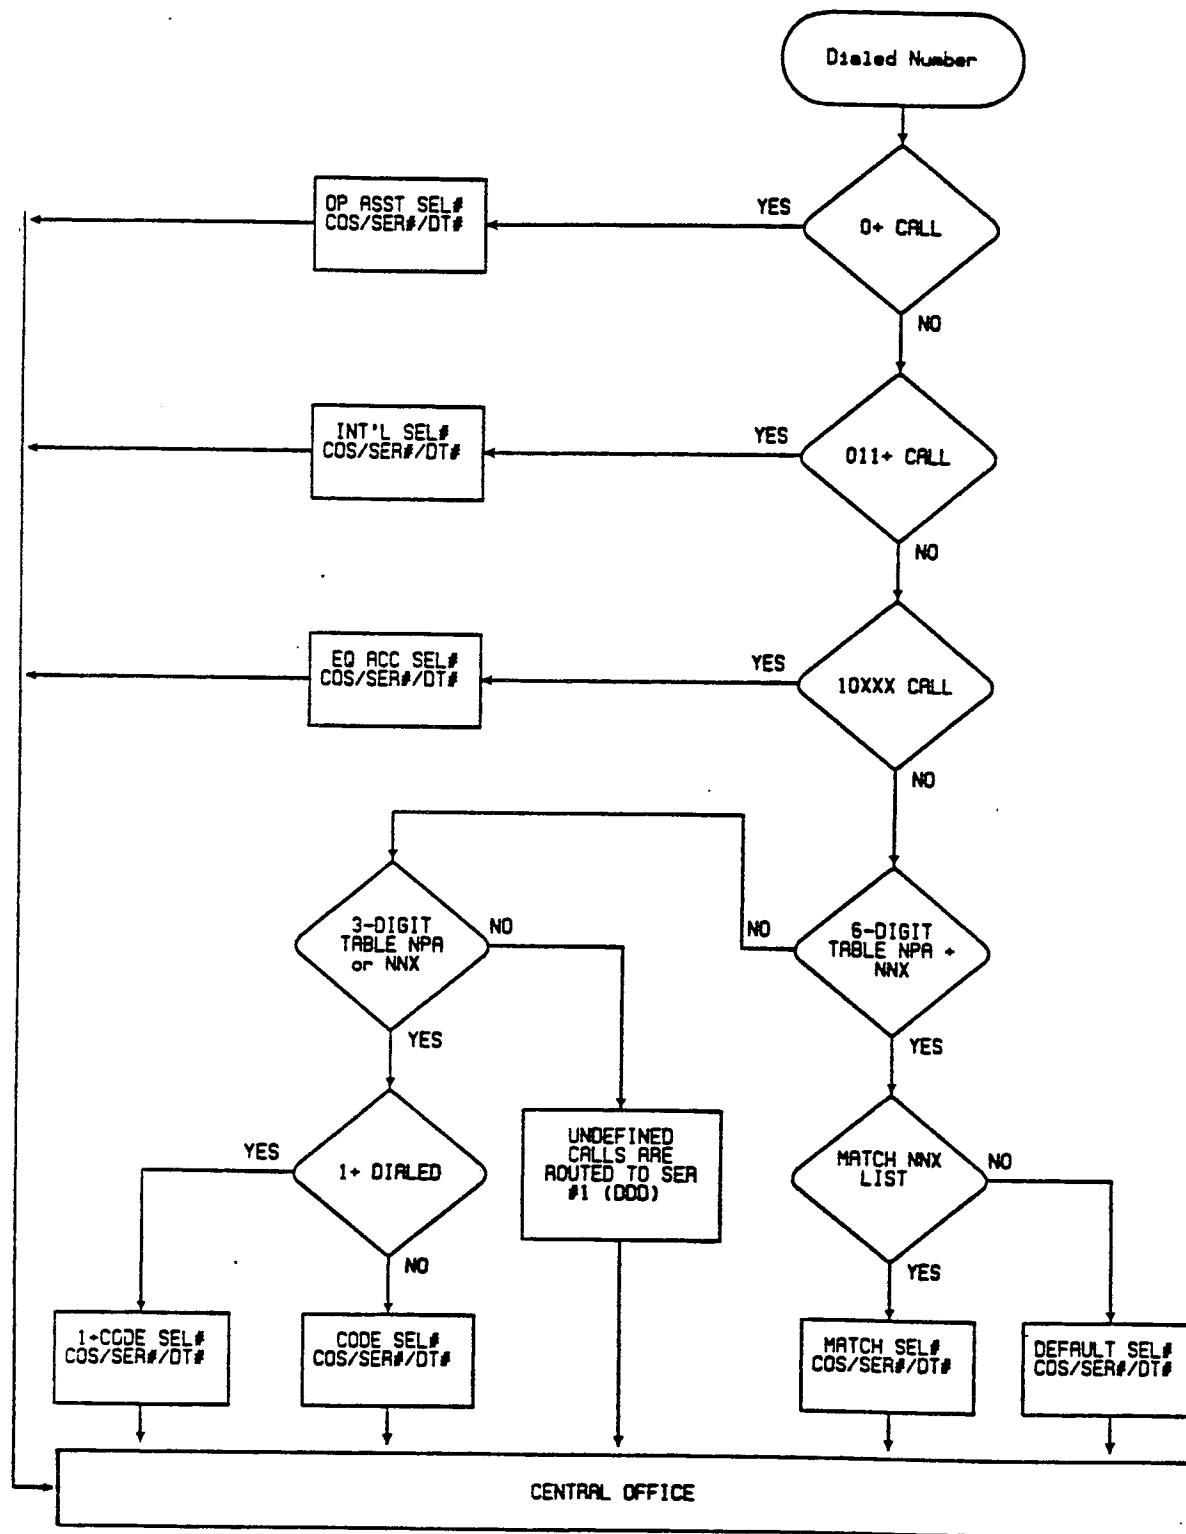 Dialed Number
0+ CALL
YES
OP ASST SEL#
COS/SER#/DT#
NO
011+ CALL
YES
INT'L SEL#
COS/SER#/DT#
NO
10XXX CALL
YES
EQ ACC SEL#
COS/SER#/DT#
NO
6-DIGIT
TABLE NPA +
NNX
NO
3-DIGIT
TABLE NPA
or NNX
NO
YES
YES
1+ DIALED
YES
UNDEFINED
CALLS ARE
ROUTED TO SER
#1 (DDD)
MATCH NNX
LIST
NO
NO
YES
1+CODE SEL#
COS/SER#/DT#
CODE SEL#
COS/SER#/DT#
MATCH SEL#
COS/SER#/DT#
DEFAULT SEL#
COS/SER#/DT#
CENTRAL OFFICE